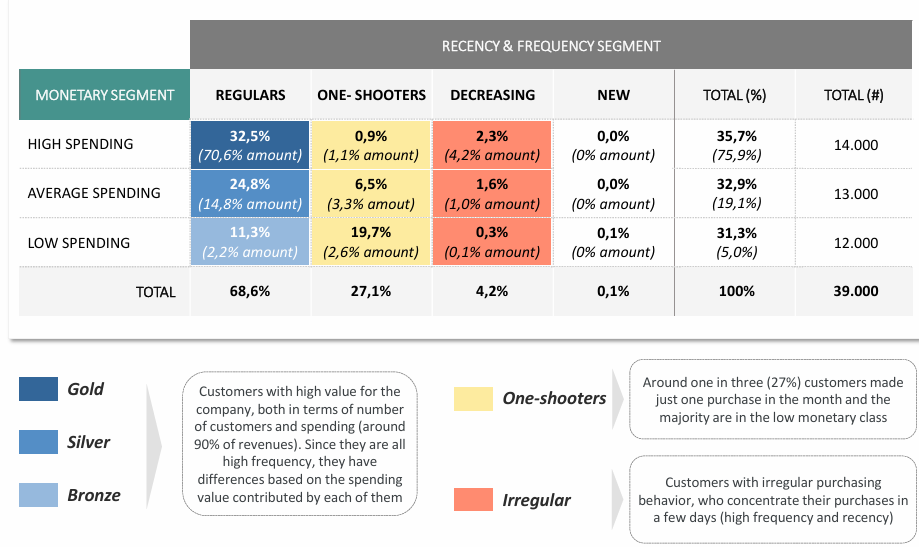 RECENCY & FREQUENCY SEGMENT
MONETARY SEGMENT REGULARS ONE- SHOOTERS DECREASING NEW TOTAL (%) TOTAL (#)
HIGH SPENDING 32,5% 0,9% 2,3% 0,0% 35,7% 14.000
(70,6% amount) (1,1% amount) (4,2% amount) (0% amount) (75,9%)
AVERAGE SPENDING 24,8% 6,5% 1,6% 0,0% 32,9% 13.000
(14,8% amount) (3,3% amout) (1,0% amount) (0% amount) (19,1%)
LOW SPENDING 11,3% 19,7% 0,3% 0,1% 31,3% 12.000
(2,2% amount) (2,6% amount) (0,1% amount) (0% amount) (5,0%)
TOTAL 68,6% 27,1% 4,2% 0,1% 100% 39.000
Gold
Silver
Bronze
Customers with high value for the
company, both in terms of number
of customers and spending (around
90% of revenues). Since they are all
high frequency, they have
differences based on the spending
value contributed by each of them
One-shooters
Around one in three (27%) customers made
just one purchase in the month and the
majority are in the low monetary class
Irregular
Customers with irregular purchasing
behavior, who concentrate their purchases in
a few days (high frequency and recency)